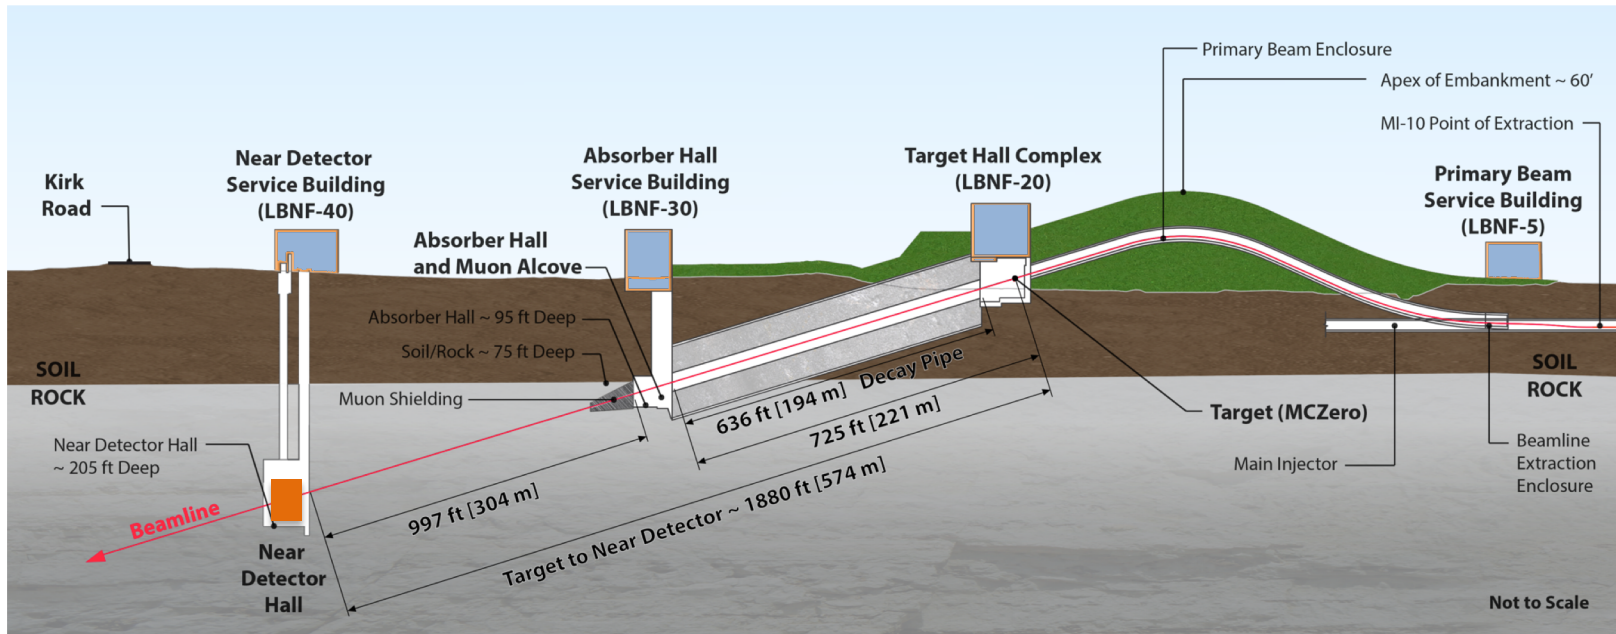 Primary Beam Enclosure
Apex of Embankment ~ 60’
MI-10 Point of Extraction
Near Detector
Service Building
(LBNF-40)
Absorber Hall
Service Building
(LBNF-30)
Target Hall Complex
(LBNF-20)
Primary Beam
Service Building
(LBNF-5)
Kirk
Road
Absorber Hall
and Muon Alcove
Absorber Hall ~ 95 ft Deep
Soil/Rock ~ 75 ft Deep
SOIL
ROCK
Muon Shielding
SOIL
ROCK
636 ft [194 m] Decay Pipe
725 ft [221 m]
Target (MCZero)
Near Detector Hall
~ 205 ft Deep
Main Injector
Beamline
Extraction
Enclosure
997 ft [304 m]
Target to Near Detector ~ 1880 ft [574 m]
Beamline
Near
Detector
Hall
Not to Scale